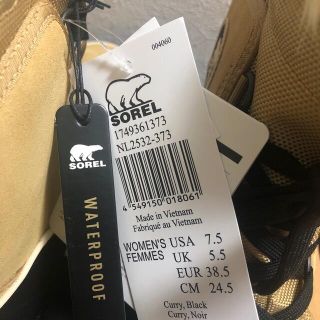 004060
SOREL
1749361373
NL2532-373
4 549150 018061
Made in Vietnam
Fabriqué au Vietnam
WOMEN'S
FEMMES
USA 7.5
UK 5.5
EUR 38.5
CM 24.5
Curry, Black
Curry, Noir
SOREL
WATERPROOF